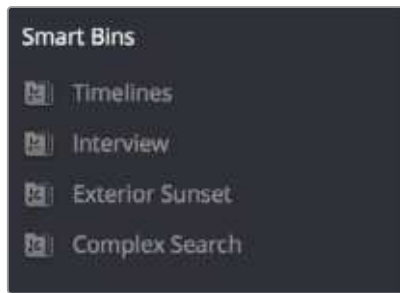 Smart Bins
Timelines
Interview
Exterior Sunset
Complex Search